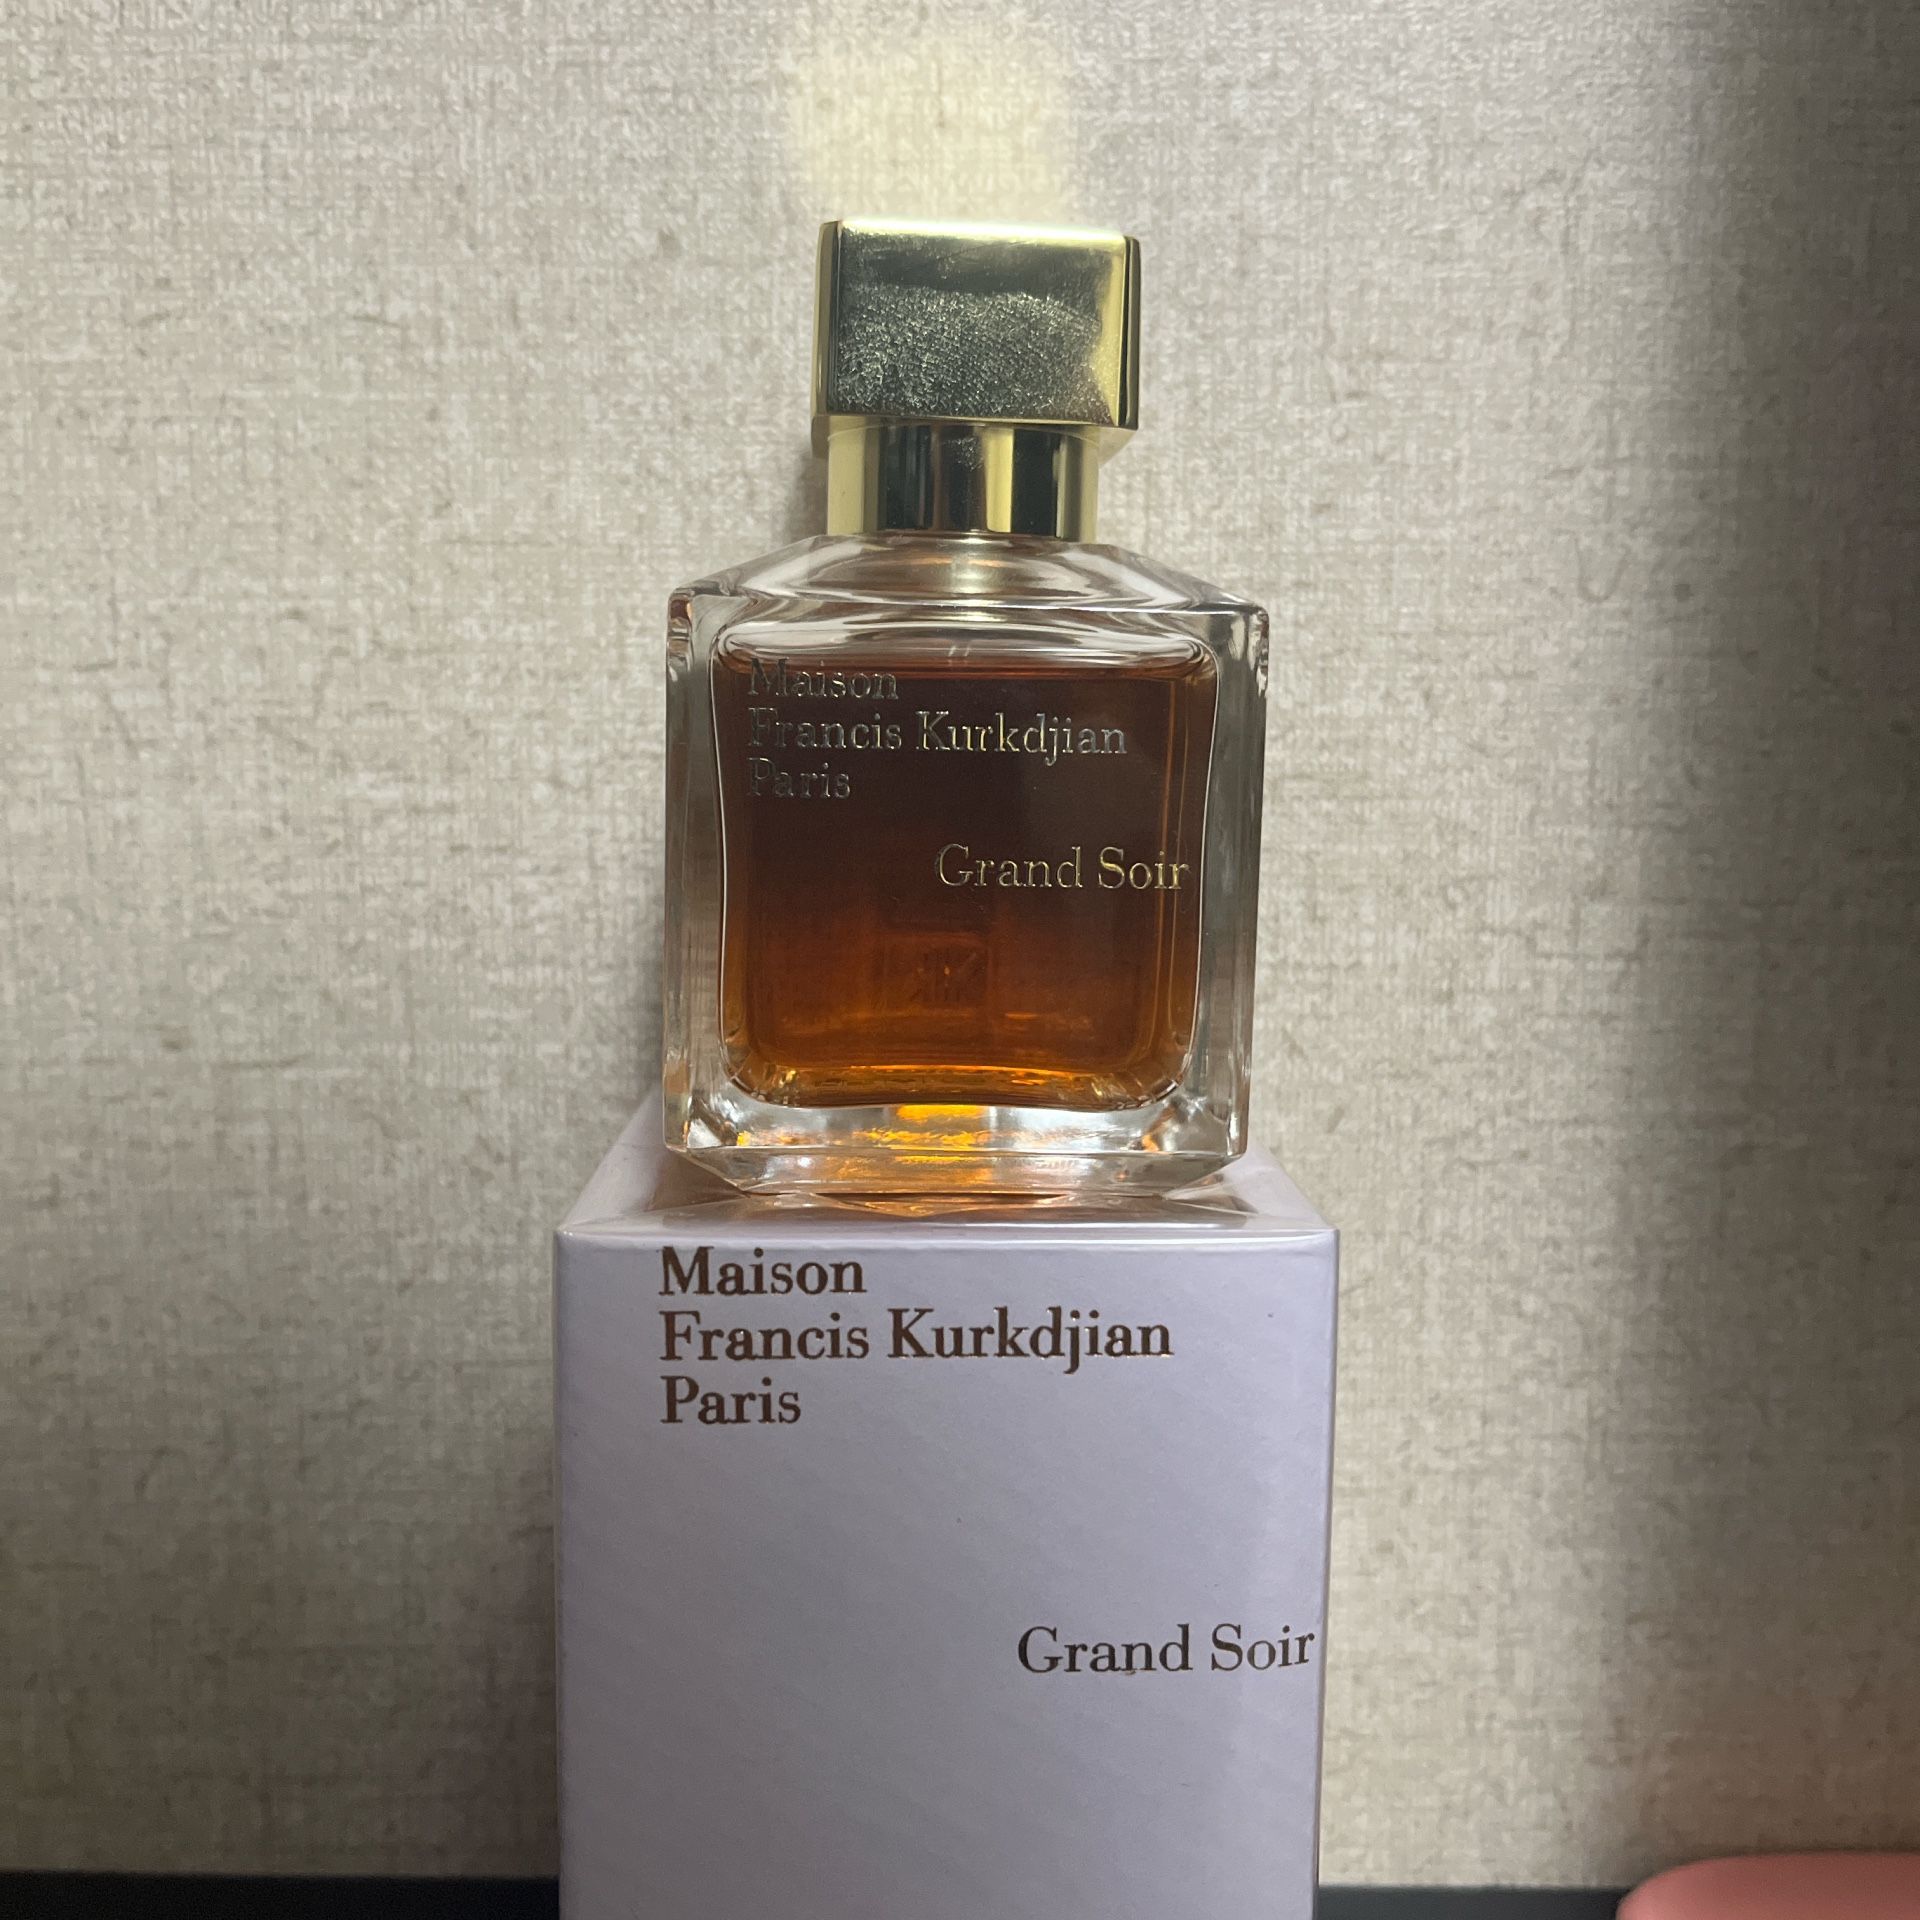 Maison
Francis Kurkdjian
Paris
Grand Soir
Maison
Francis Kurkdjian
Paris
Grand Soir